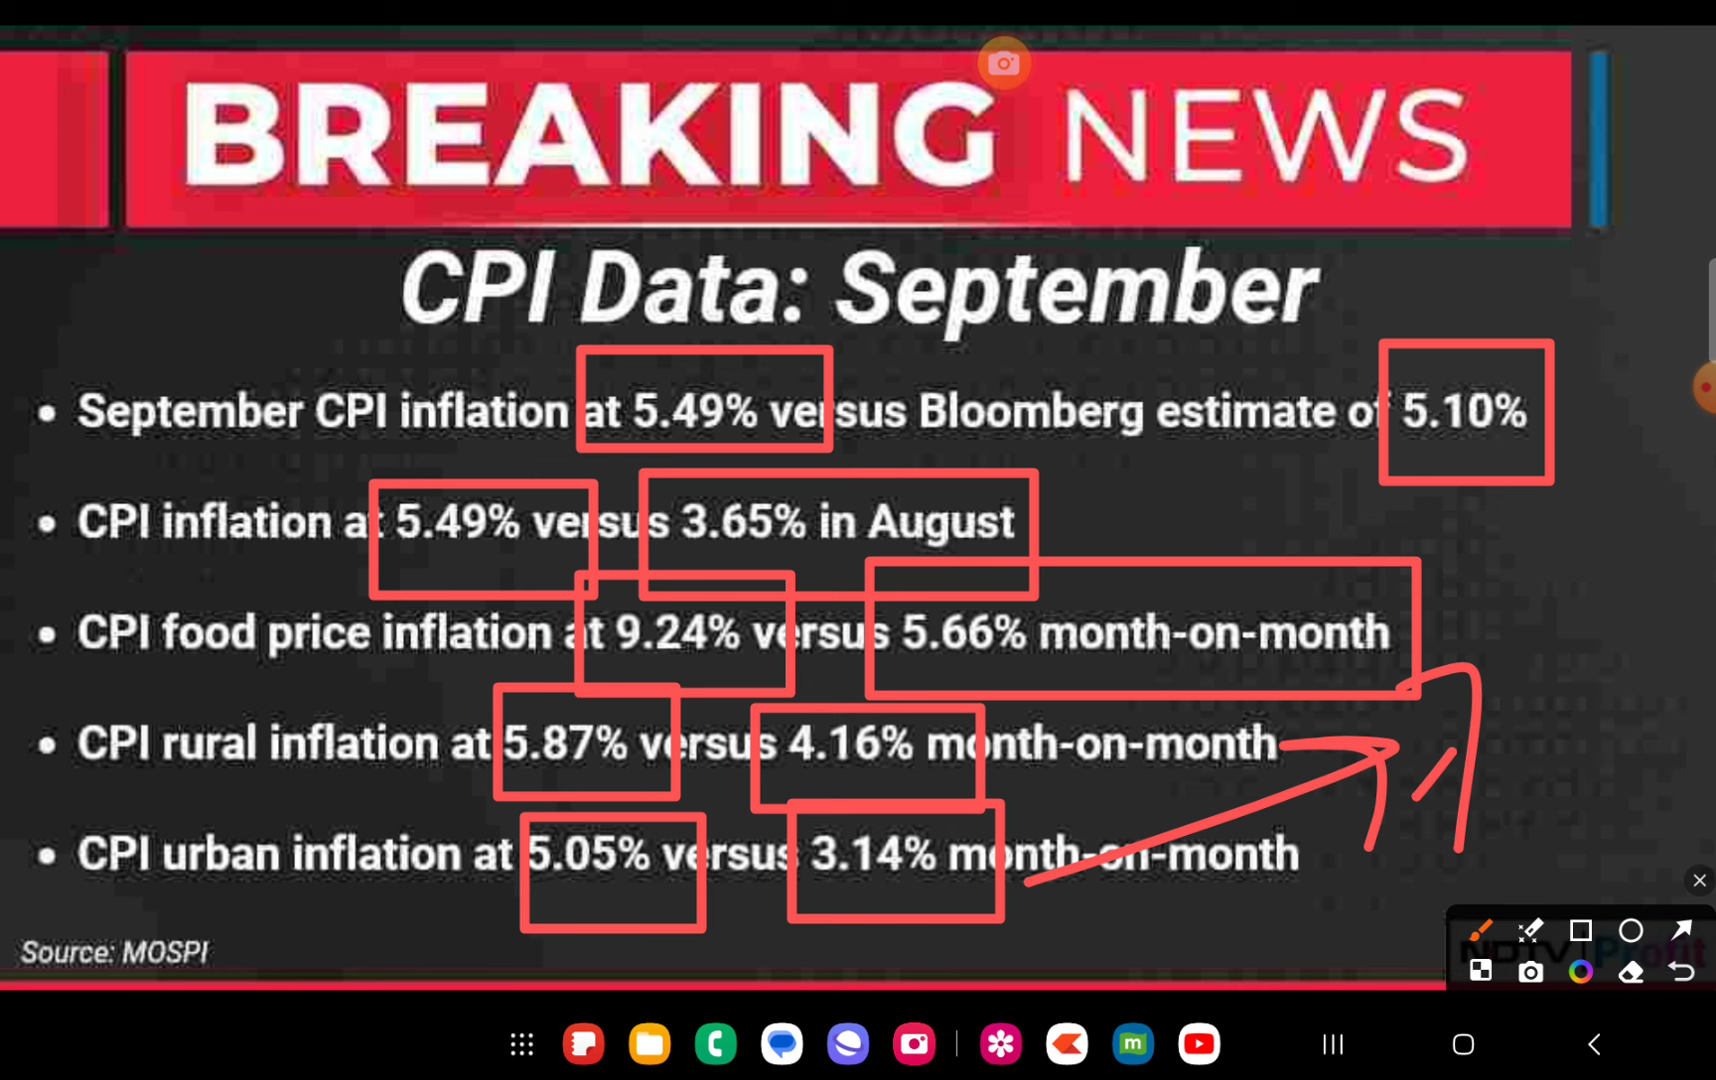 BREAKING NEWS
CPI Data: September
• September CPI inflation at 5.49% versus Bloomberg estimate of 5.10%
• CPI inflation at 5.49% versus 3.65% in August
• CPI food price inflation at 9.24% versus 5.66% month-on-month
• CPI rural inflation at 5.87% versus 4.16% month-on-month
• CPI urban inflation at 5.05% versus 3.14% month-on-month
Source: MOSPI
NDTV Profit
m